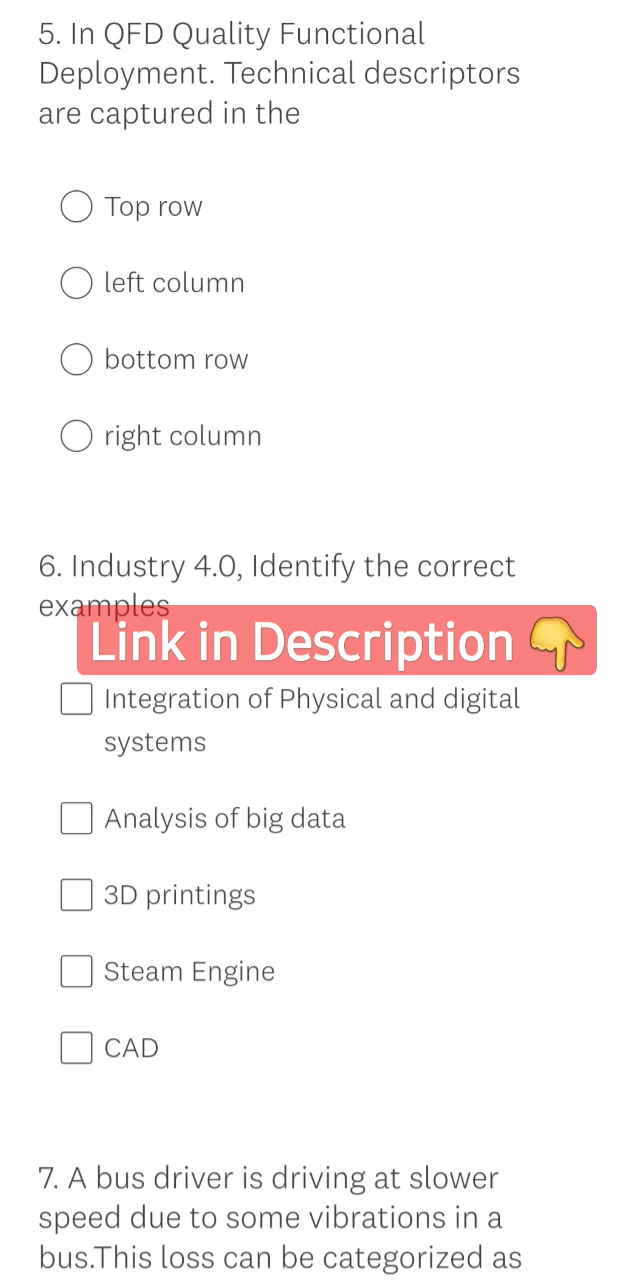 5. In QFD Quality Functional
Deployment. Technical descriptors
are captured in the
Top row
left column
bottom row
right column
6. Industry 4.0, Identify the correct
examples
Link in Description 👇
Integration of Physical and digital
systems
Analysis of big data
3D printings
Steam Engine
CAD
7. A bus driver is driving at slower
speed due to some vibrations in a
bus.This loss can be categorized as